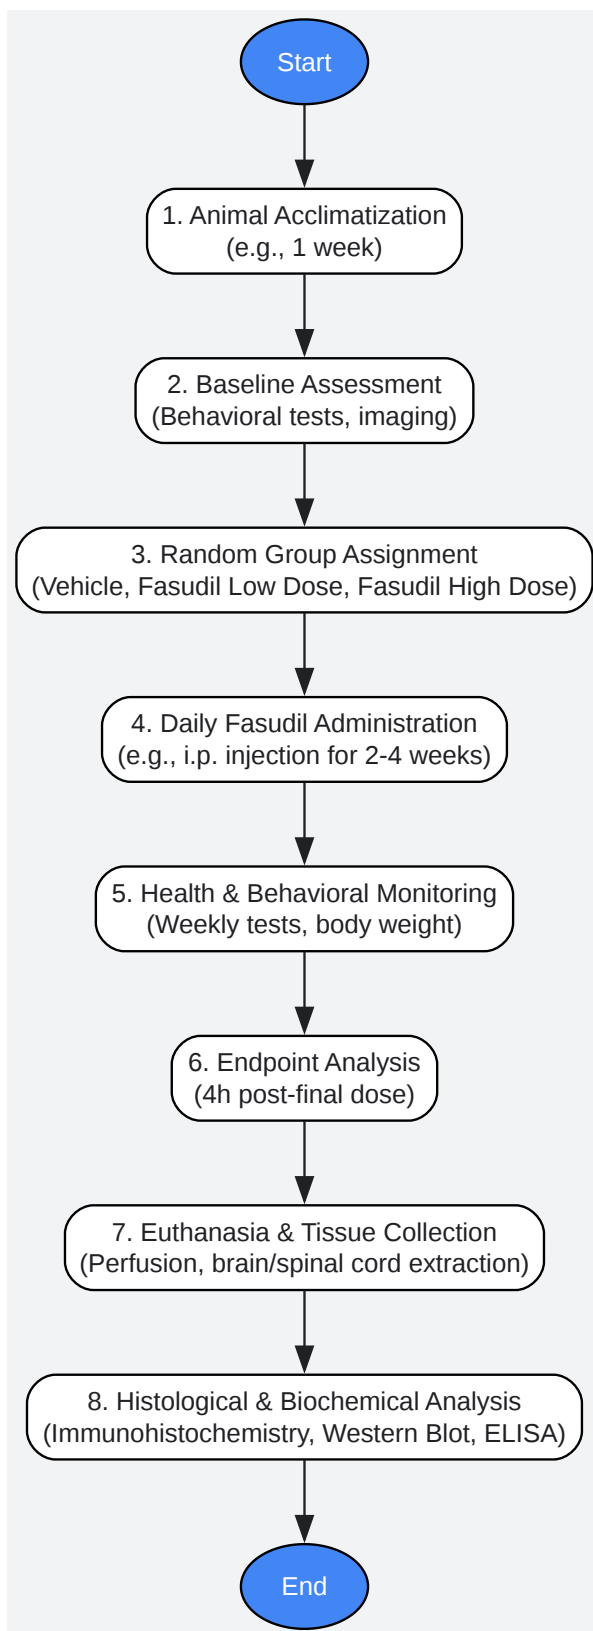 Start
1. Animal Acclimatization
(e.g., 1 week)
2. Baseline Assessment
(Behavioral tests, imaging)
3. Random Group Assignment
(Vehicle, Fasudil Low Dose, Fasudil High Dose)
4. Daily Fasudil Administration
(e.g., i.p. injection for 2-4 weeks)
5. Health & Behavioral Monitoring
(Weekly tests, body weight)
6. Endpoint Analysis
(4h post-final dose)
7. Euthanasia & Tissue Collection
(Perfusion, brain/spinal cord extraction)
8. Histological & Biochemical Analysis
(Immunohistochemistry, Western Blot, ELISA)
End